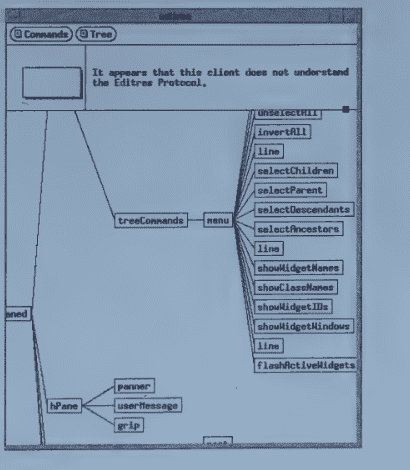 editres
Commands Tree
It appears that this client does not understand
the Editres Protocol.
unselectAll
invertAll
line
selectChildren
selectParent
treeCommands menu selectDescendants
selectAncestors
line
showWidgetNames
showClassNames
showWidgetIDs
aned
showWidgetWindows
line
flashActiveWidgets
panner
hPane userMessage
grip